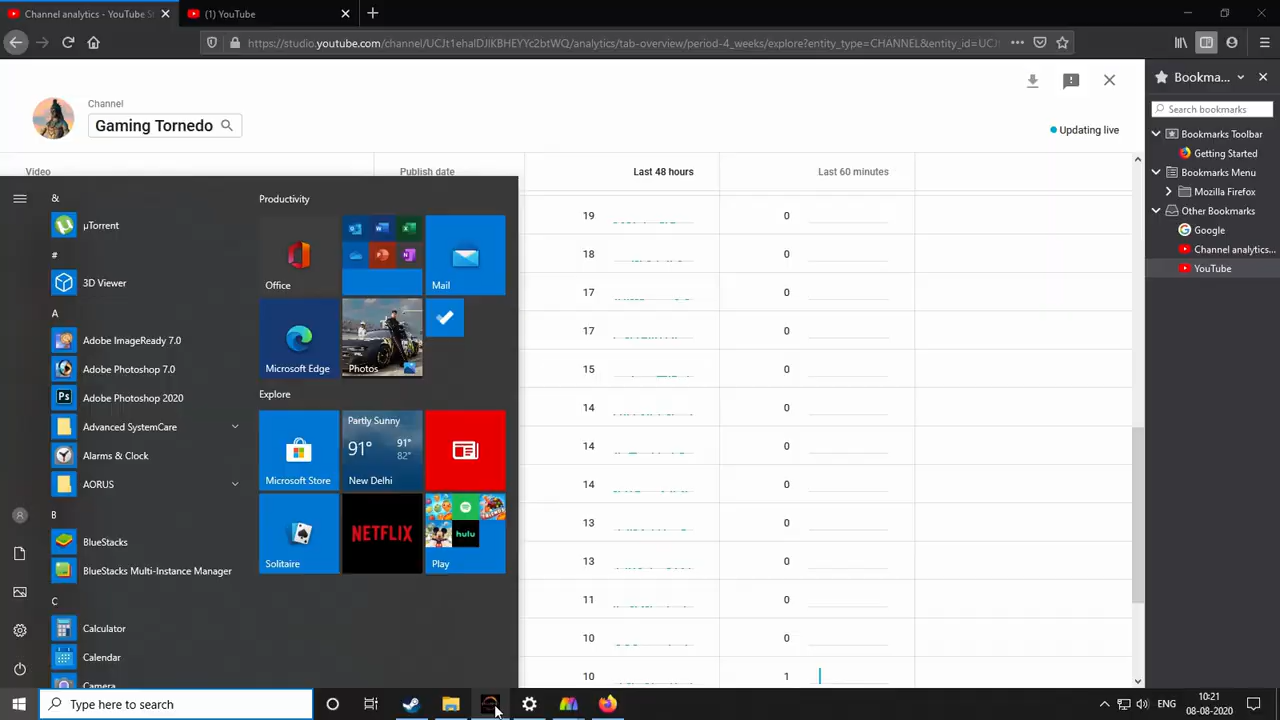 Channel analytics - YouTube S
(1) YouTube
https://studio.youtube.com/channel/UCJt1ehaIDJIKBHEYYc2btWQ/analytics/tab-overview/period-4_weeks/explore?entity_type=CHANNEL&entity_id=UCJ
Bookma...
Search bookmarks
Bookmarks Toolbar
Getting Started
Bookmarks Menu
Mozilla Firefox
Other Bookmarks
Google
Channel analytics...
YouTube
Channel
Gaming Tornedo
Updating live
Video
Publish date
Last 48 hours
Last 60 minutes
19 0
18 0
17 0
17 0
15 0
14 0
14 0
14 0
13 0
13 0
11 0
10 0
10 1
&
µTorrent
#
3D Viewer
A
Adobe ImageReady 7.0
Adobe Photoshop 7.0
Ps
Adobe Photoshop 2020
Advanced SystemCare
Alarms & Clock
AORUS
B
BlueStacks
BlueStacks Multi-Instance Manager
C
Calculator
Calendar
Camera
Productivity
Office
Mail
Microsoft Edge
Photos
Explore
Microsoft Store
Partly Sunny
91° 91°
82°
New Delhi
Solitaire
NETFLIX
hulu
Play
Type here to search
10:21
08-08-2020